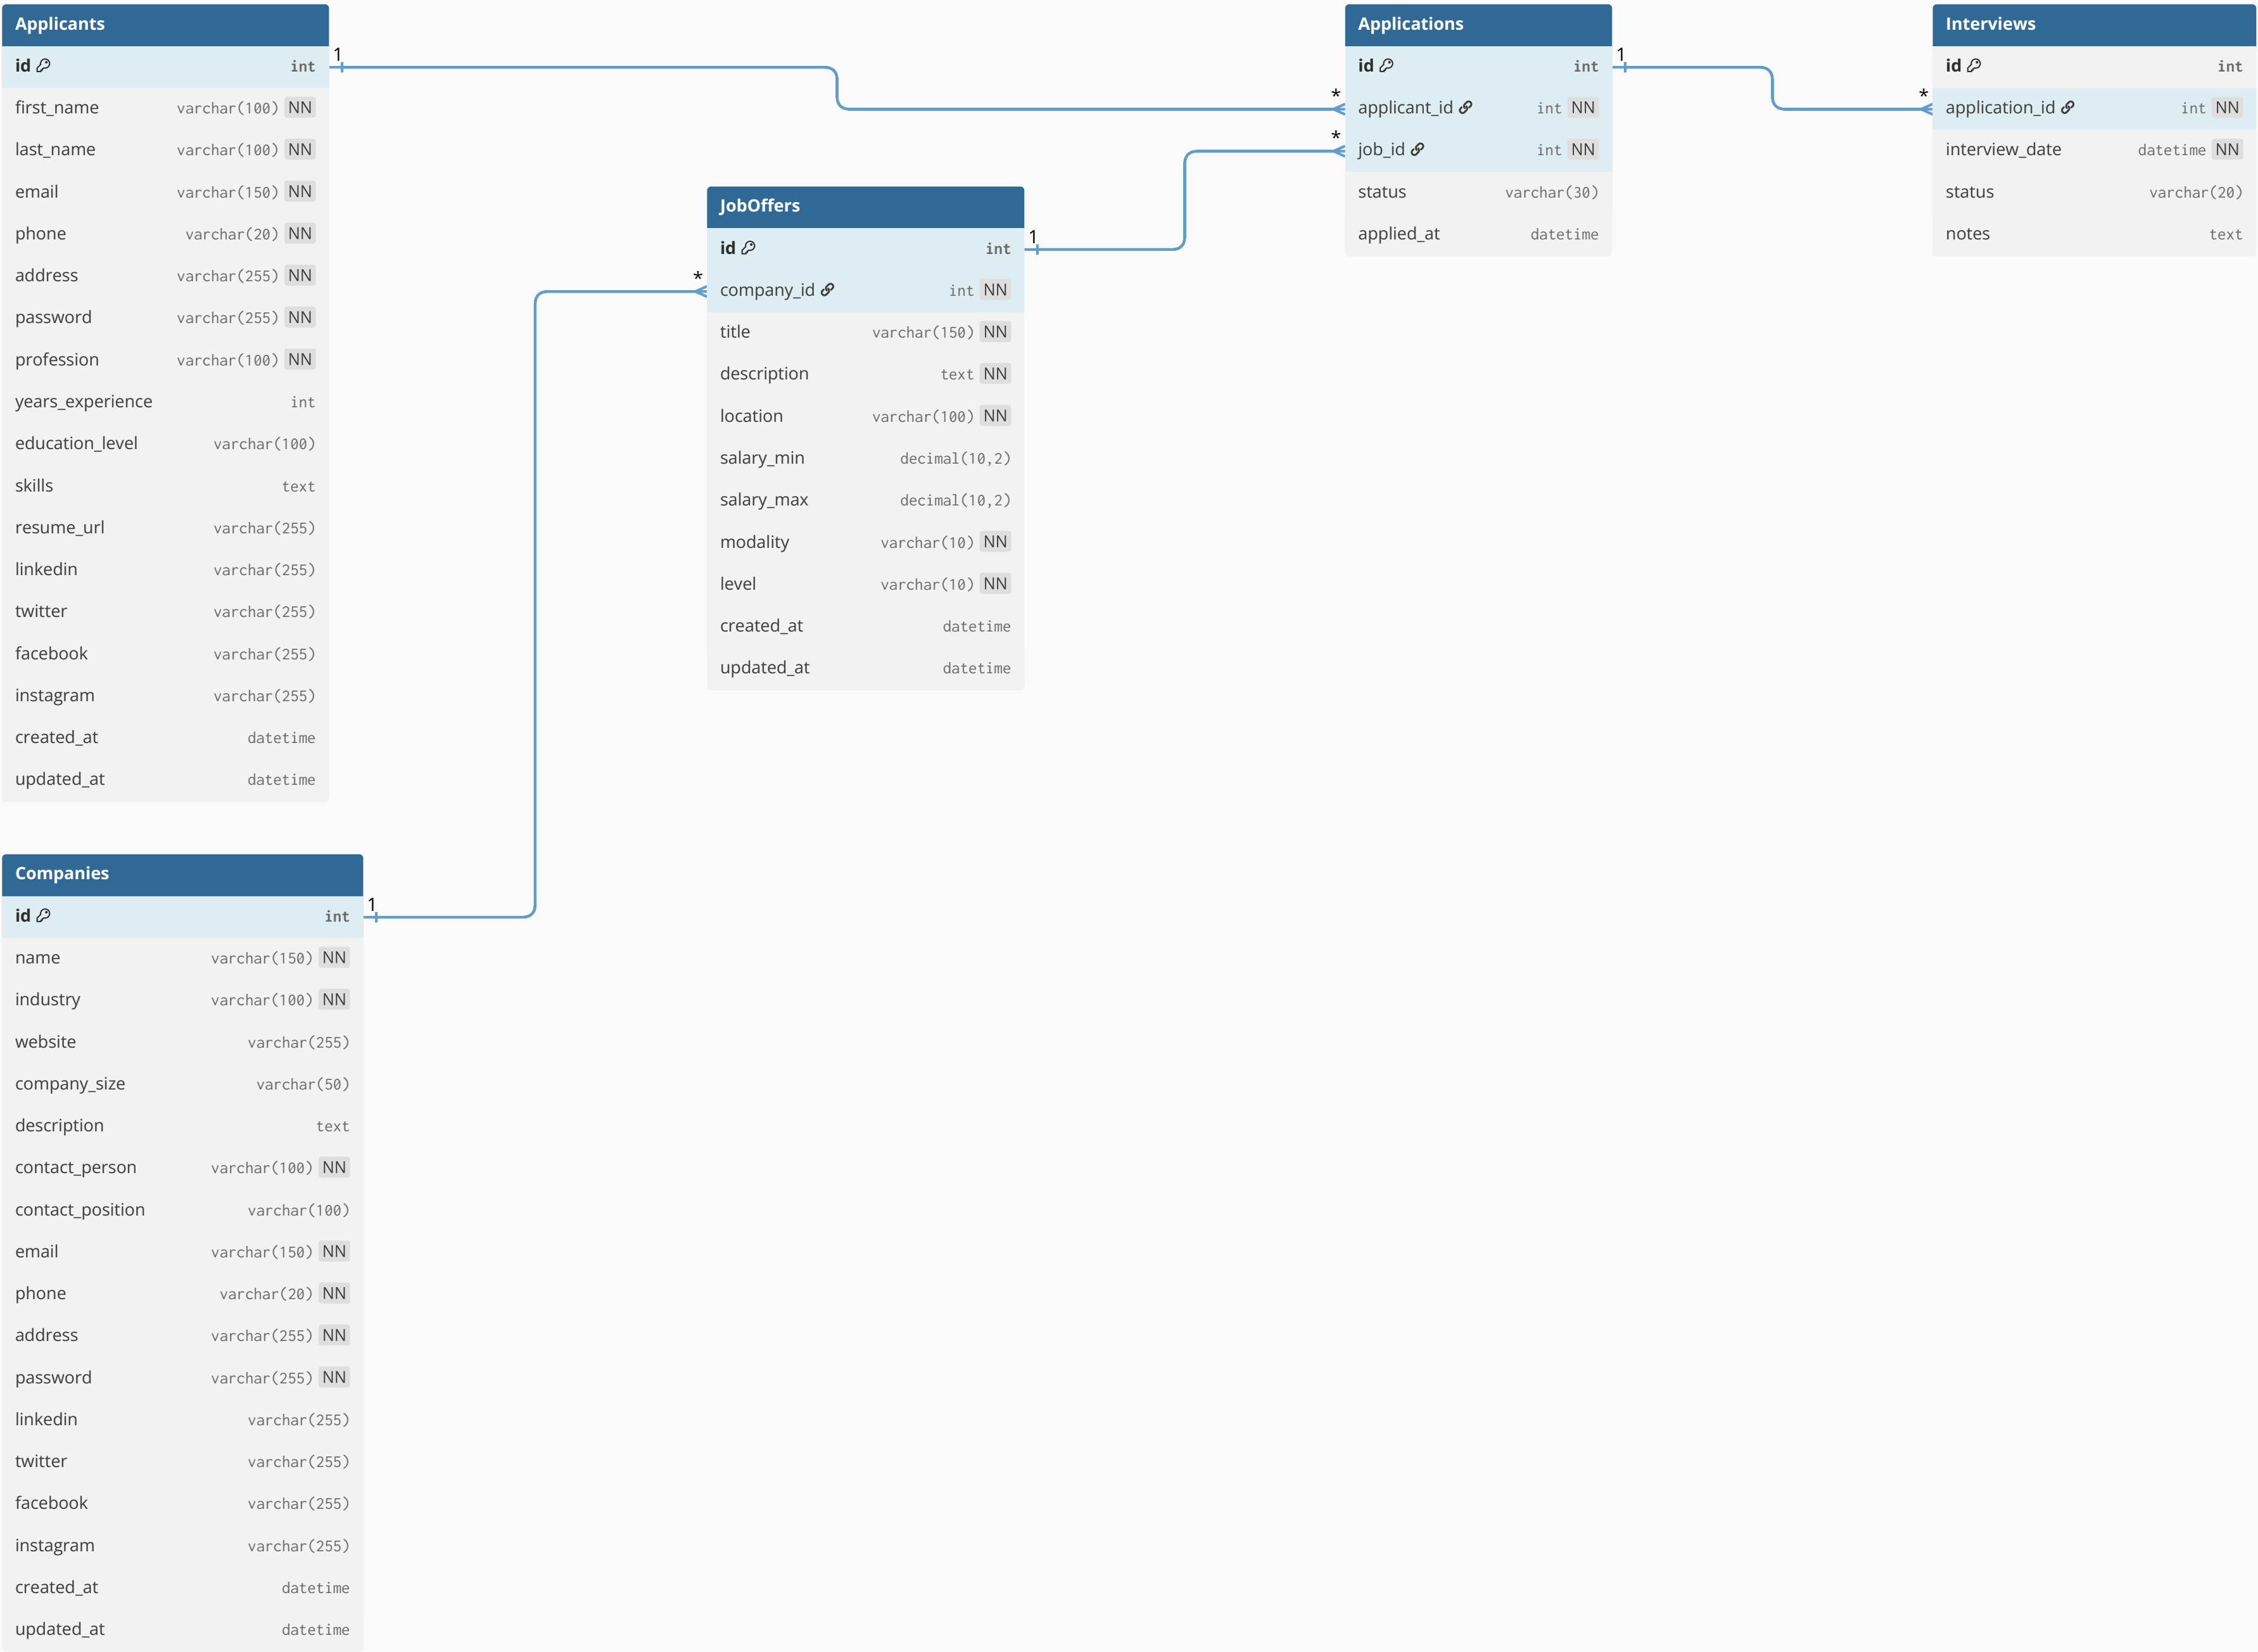 Applicants
id int
first_name varchar(100) NN
last_name varchar(100) NN
email varchar(150) NN
phone varchar(20) NN
address varchar(255) NN
password varchar(255) NN
profession varchar(100) NN
years_experience int
education_level varchar(100)
skills text
resume_url varchar(255)
linkedin varchar(255)
twitter varchar(255)
facebook varchar(255)
instagram varchar(255)
created_at datetime
updated_at datetime
1
*
*
Applications
id int
applicant_id int NN
job_id int NN
status varchar(30)
applied_at datetime
1
*
Interviews
id int
application_id int NN
interview_date datetime NN
status varchar(20)
notes text
JobOffers
id int
company_id int NN
title varchar(150) NN
description text NN
location varchar(100) NN
salary_min decimal(10,2)
salary_max decimal(10,2)
modality varchar(10) NN
level varchar(10) NN
created_at datetime
updated_at datetime
1
*
Companies
id int
name varchar(150) NN
industry varchar(100) NN
website varchar(255)
company_size varchar(50)
description text
contact_person varchar(100) NN
contact_position varchar(100)
email varchar(150) NN
phone varchar(20) NN
address varchar(255) NN
password varchar(255) NN
linkedin varchar(255)
twitter varchar(255)
facebook varchar(255)
instagram varchar(255)
created_at datetime
updated_at datetime
1